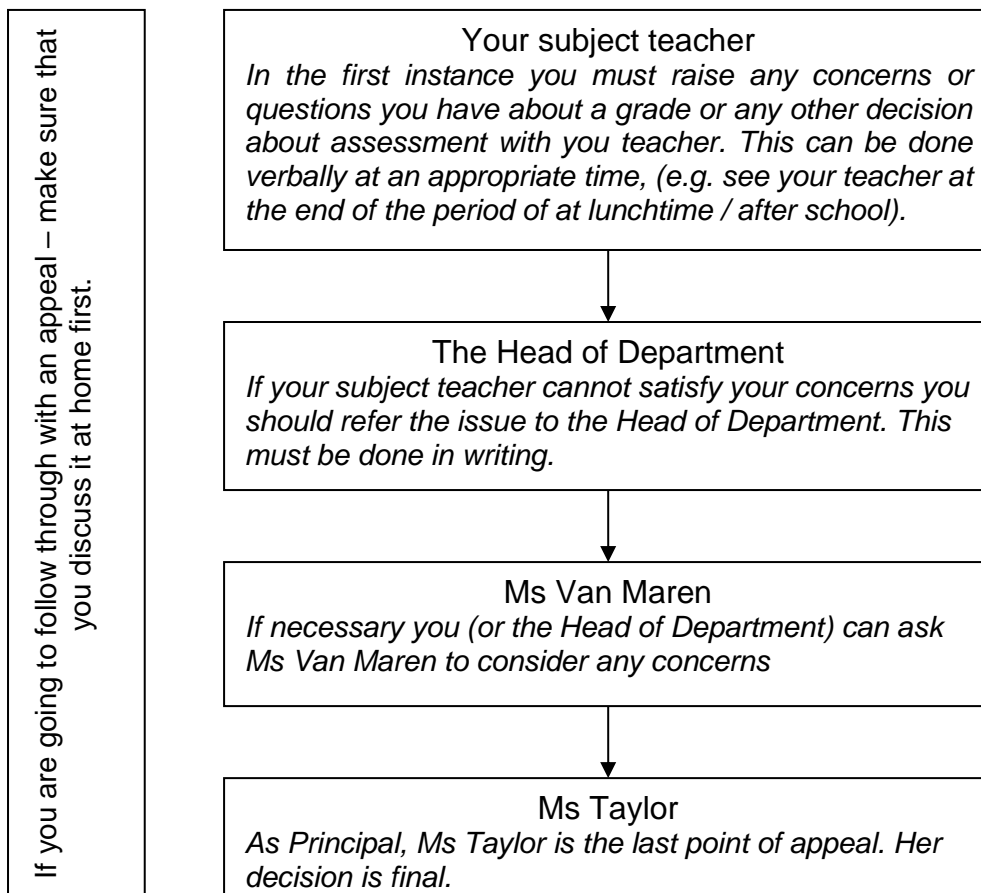 If you are going to follow through with an appeal – make sure that
you discuss it at home first.
Your subject teacher
In the first instance you must raise any concerns or
questions you have about a grade or any other decision
about assessment with you teacher. This can be done
verbally at an appropriate time, (e.g. see your teacher at
the end of the period of at lunchtime / after school).
The Head of Department
If your subject teacher cannot satisfy your concerns you
should refer the issue to the Head of Department. This
must be done in writing.
Ms Van Maren
If necessary you (or the Head of Department) can ask
Ms Van Maren to consider any concerns
Ms Taylor
As Principal, Ms Taylor is the last point of appeal. Her
decision is final.